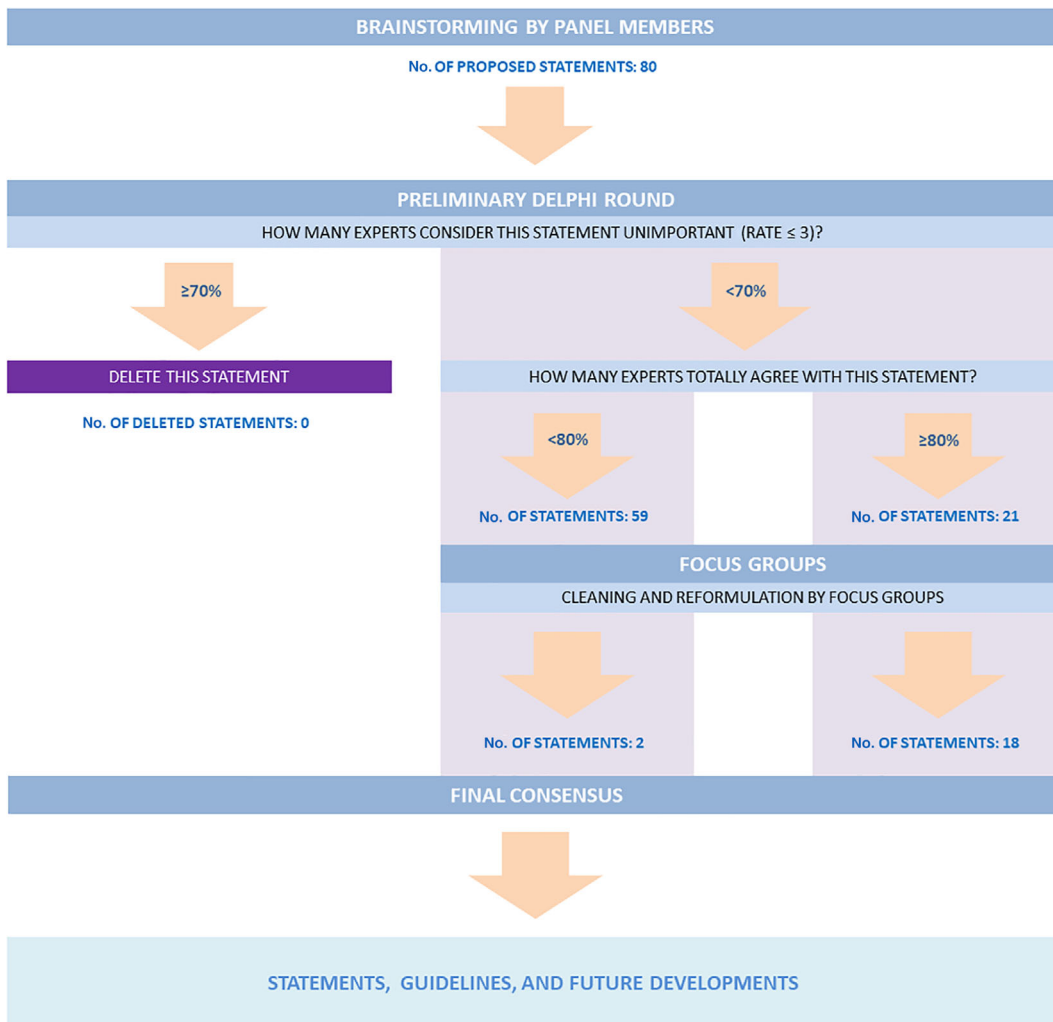 BRAINSTORMING BY PANEL MEMBERS
No. OF PROPOSED STATEMENTS: 80
PRELIMINARY DELPHI ROUND
HOW MANY EXPERTS CONSIDER THIS STATEMENT UNIMPORTANT (RATE ≤ 3)?
≥70%
<70%
DELETE THIS STATEMENT
HOW MANY EXPERTS TOTALLY AGREE WITH THIS STATEMENT?
No. OF DELETED STATEMENTS: 0
<80%
≥80%
No. OF STATEMENTS: 59
No. OF STATEMENTS: 21
FOCUS GROUPS
CLEANING AND REFORMULATION BY FOCUS GROUPS
No. OF STATEMENTS: 2
No. OF STATEMENTS: 18
FINAL CONSENSUS
STATEMENTS, GUIDELINES, AND FUTURE DEVELOPMENTS